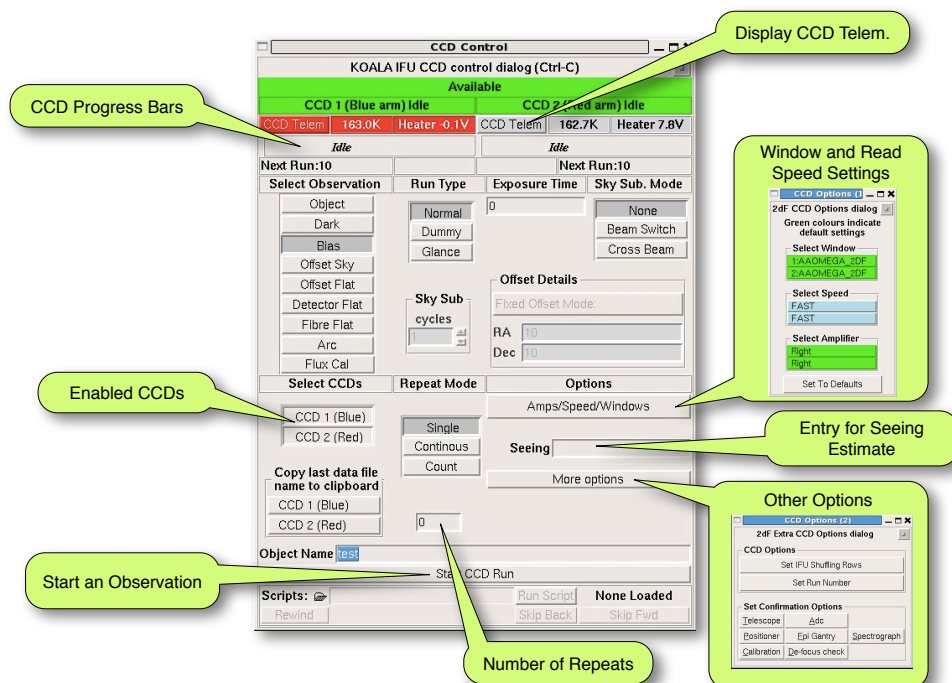 Display CCD Telem.
CCD Control
KOALA IFU CCD control dialog (Ctrl-C)
Available
CCD 1 (Blue arm) Idle
CCD 2 (Red arm) Idle
CCD Progress Bars
CCD Telem 163.0K Heater -0.1V
CCD Telem 162.7K Heater 7.8V
Idle
Idle
Next Run:10
Next Run:10
Select Observation
Run Type
Exposure Time
Sky Sub. Mode
Object
Dark
Bias
Offset Sky
Offset Flat
Detector Flat
Fibre Flat
Arc
Flux Cal
Normal
Dummy
Glance
0
None
Beam Switch
Cross Beam
Sky Sub
cycles
1
Offset Details
Fixed Offset Mode:
RA 10
Dec 10
Window and Read
Speed Settings
CCD Options (1
2dF CCD Options dialog
Green colours indicate
default settings
Select Window
1:AAOMEGA_2DF
2:AAOMEGA_2DF
Select Speed
FAST
FAST
Select Amplifier
Right
Right
Set To Defaults
Select CCDs
Repeat Mode
Options
Enabled CCDs
CCD 1 (Blue)
CCD 2 (Red)
Single
Continous
Count
Amps/Speed/Windows
Seeing
Entry for Seeing
Estimate
More options
Copy last data file
name to clipboard
CCD 1 (Blue)
CCD 2 (Red)
0
Other Options
CCD Options (2)
2dF Extra CCD Options dialog
CCD Options
Set IFU Shuffling Rows
Set Run Number
Set Confirmation Options
Telescope Adc
Positioner Epi Gantry Spectrograph
Calibration De-focus check
Object Name test
Start an Observation
Start CCD Run
Scripts: Run Script None Loaded
Rewind Skip Back Skip Fwd
Number of Repeats